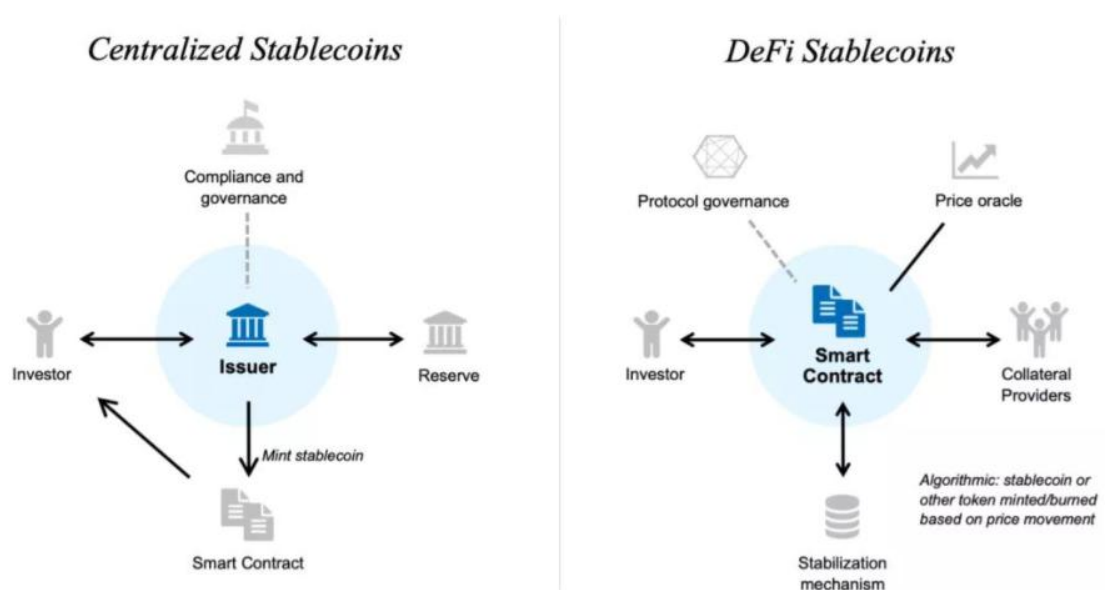 Centralized Stablecoins
Compliance and
governance
Investor
Issuer
Reserve
Mint stablecoin
Smart Contract
DeFi Stablecoins
Protocol governance
Price oracle
Investor
Smart
Contract
Collateral
Providers
Algorithmic: stablecoin or
other token minted/burned
based on price movement
Stabilization
mechanism